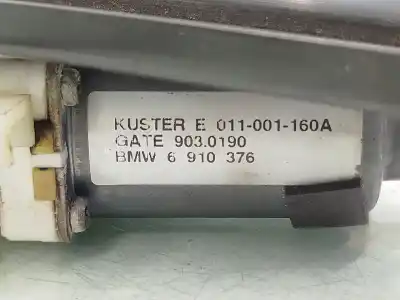 KUSTER E 011-001-160A
GATE 903.0190
BMW 6 910 376